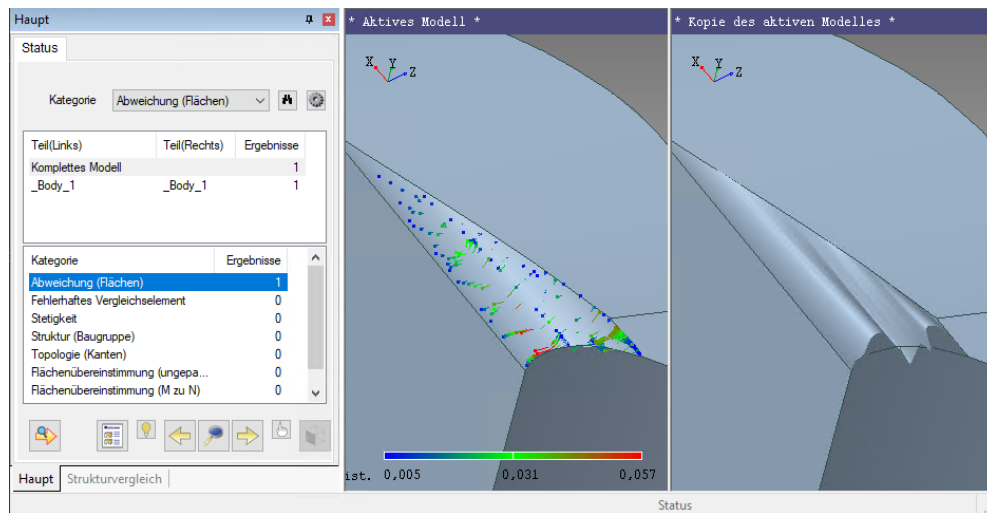 Haupt
Status
Kategorie Abweichung (Flächen)
Teil(Links) Teil(Rechts) Ergebnisse
Komplettes Modell 1
_Body_1 _Body_1 1
Kategorie Ergebnisse
Abweichung (Flächen) 1
Fehlerhaftes Vergleichselement 0
Stetigkeit 0
Struktur (Baugruppe) 0
Topologie (Kanten) 0
Flächenübereinstimmung (ungepa... 0
Flächenübereinstimmung (M zu N) 0
Haupt Strukturvergleich
* Aktives Modell *
X Y Z
ist. 0,005 0,031 0,057
* Kopie des aktiven Modelles *
X Y Z
Status